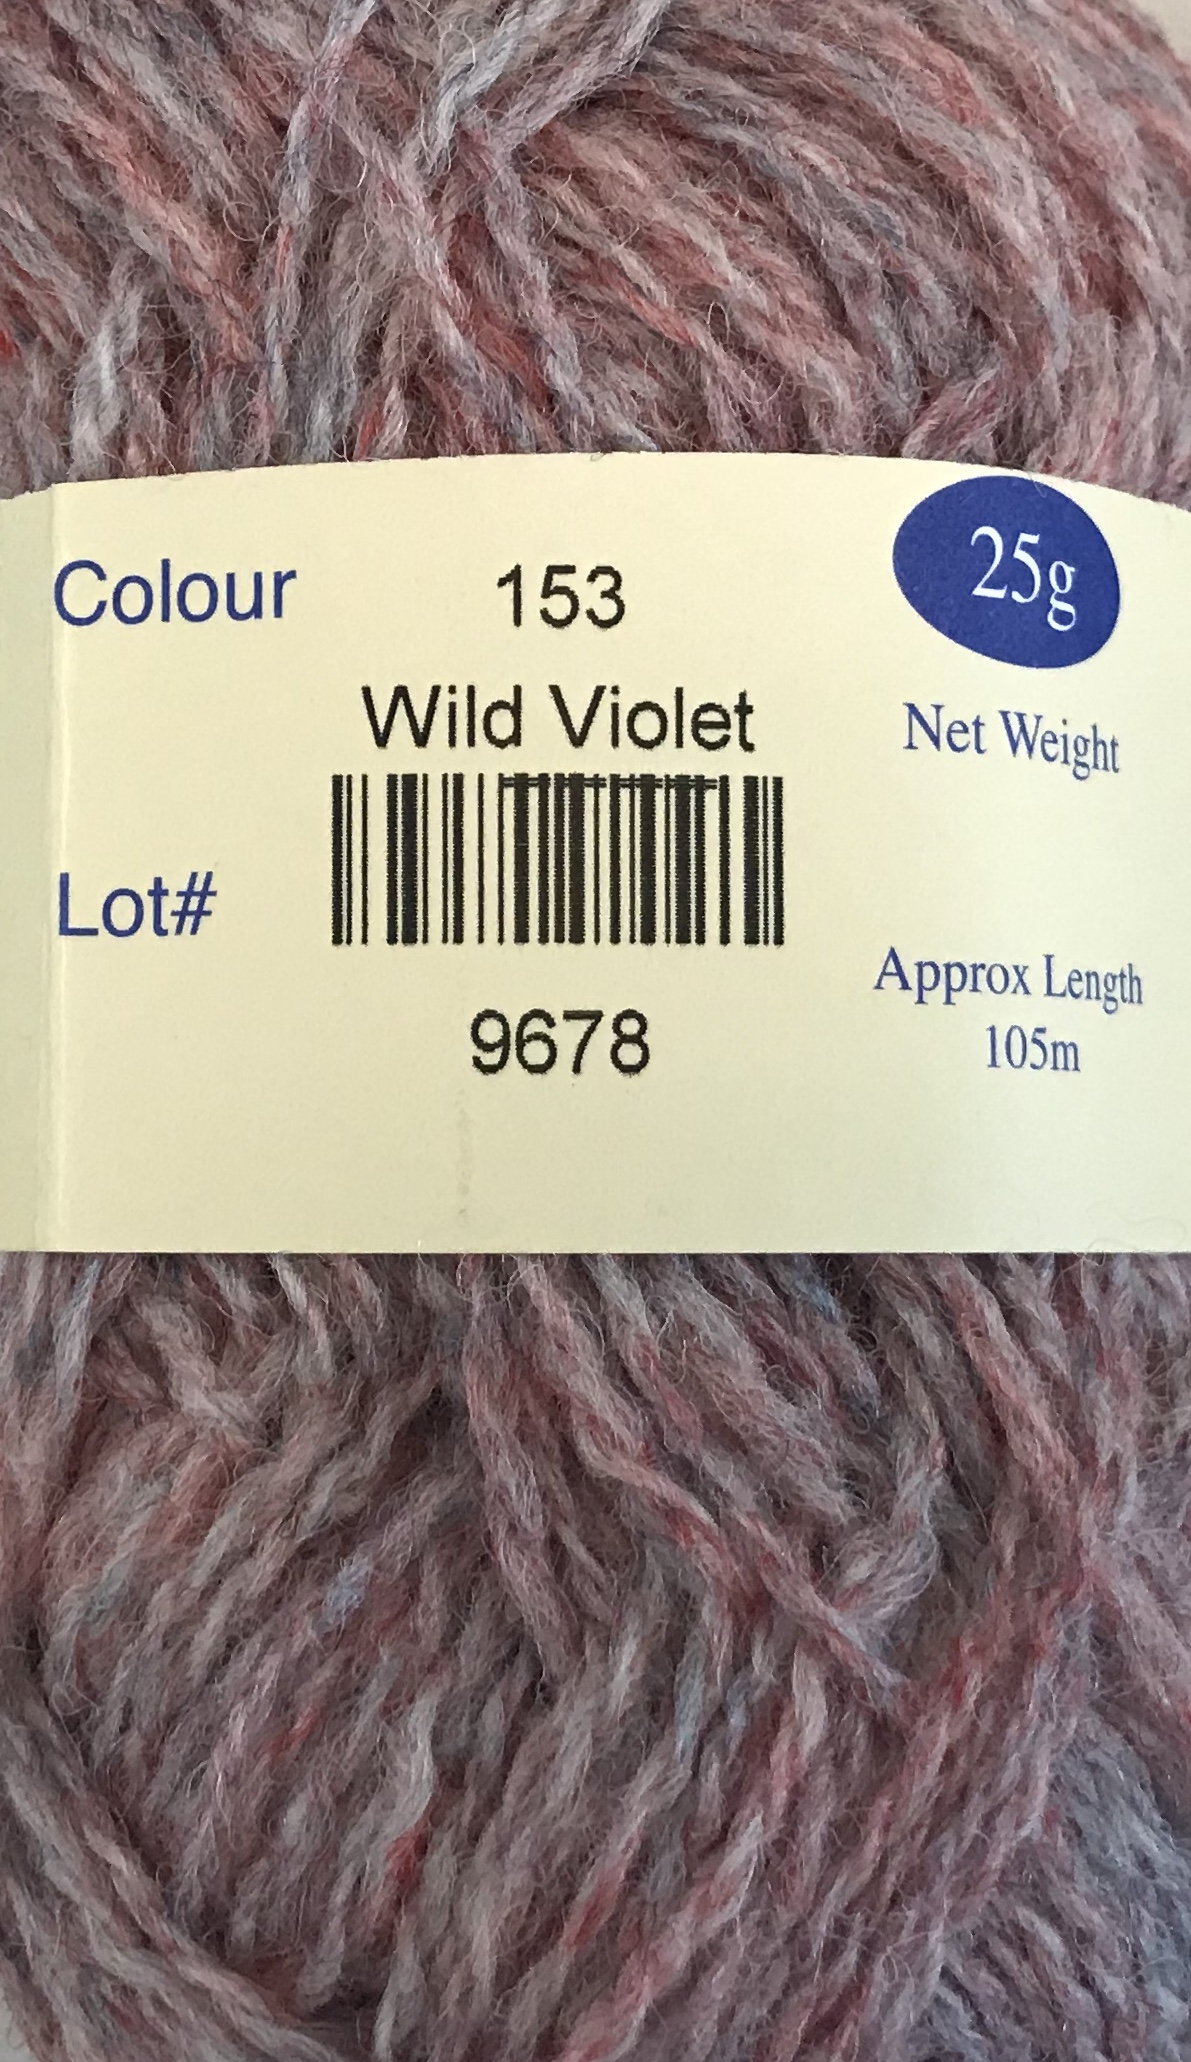 Colour 153
Wild Violet
Lot#
9678
25g
Net Weight
Approx Length
105m